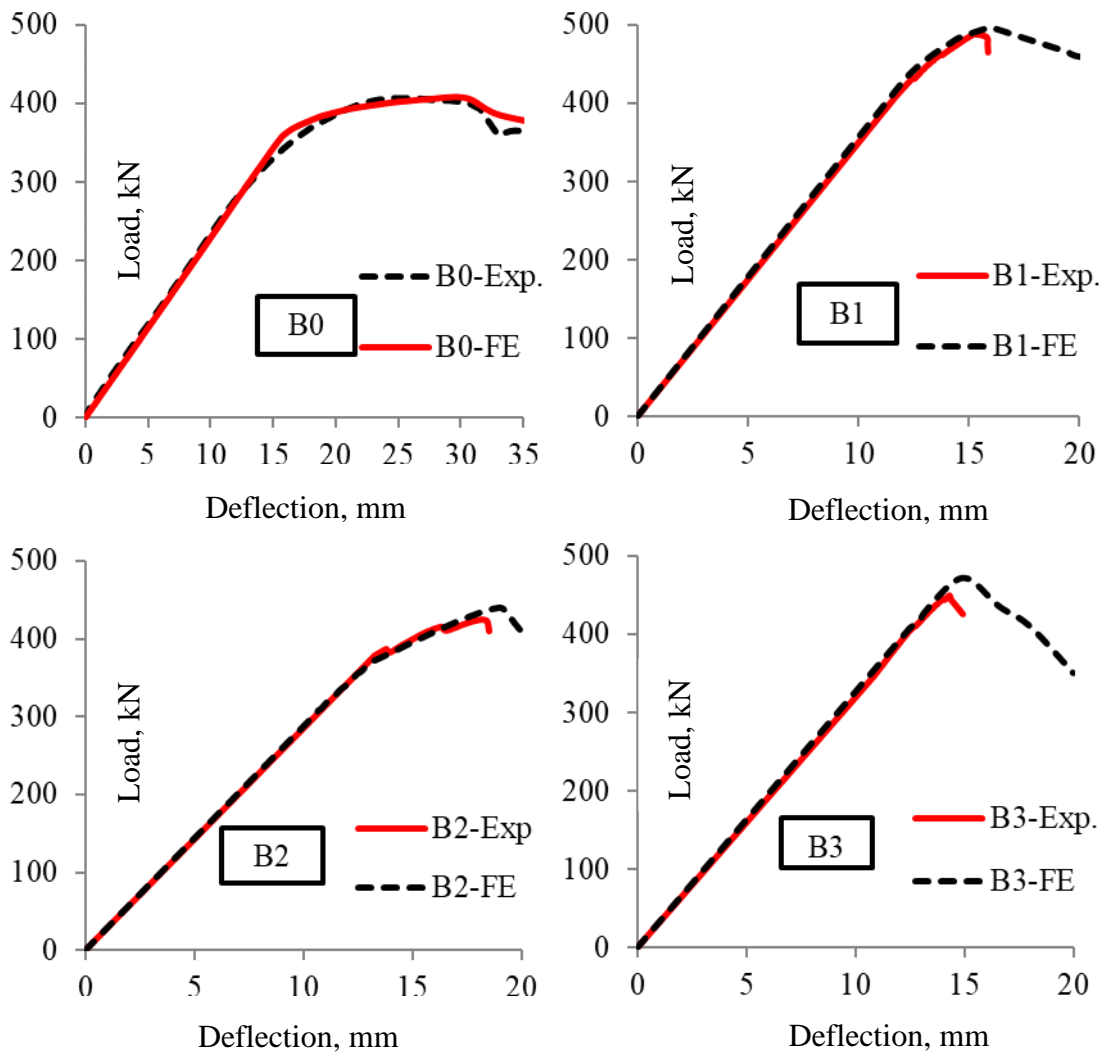 500
400
300
200
100
0
Load, kN
B0-Exp.
B0
B0-FE
0 5 10 15 20 25 30 35
Deflection, mm
500
400
300
200
100
0
Load, kN
B1-Exp.
B1
B1-FE
0 5 10 15 20
Deflection, mm
500
400
300
200
100
0
Load, kN
B2-Exp
B2
B2-FE
0 5 10 15 20
Deflection, mm
500
400
300
200
100
0
Load, kN
B3-Exp.
B3
B3-FE
0 5 10 15 20
Deflection, mm